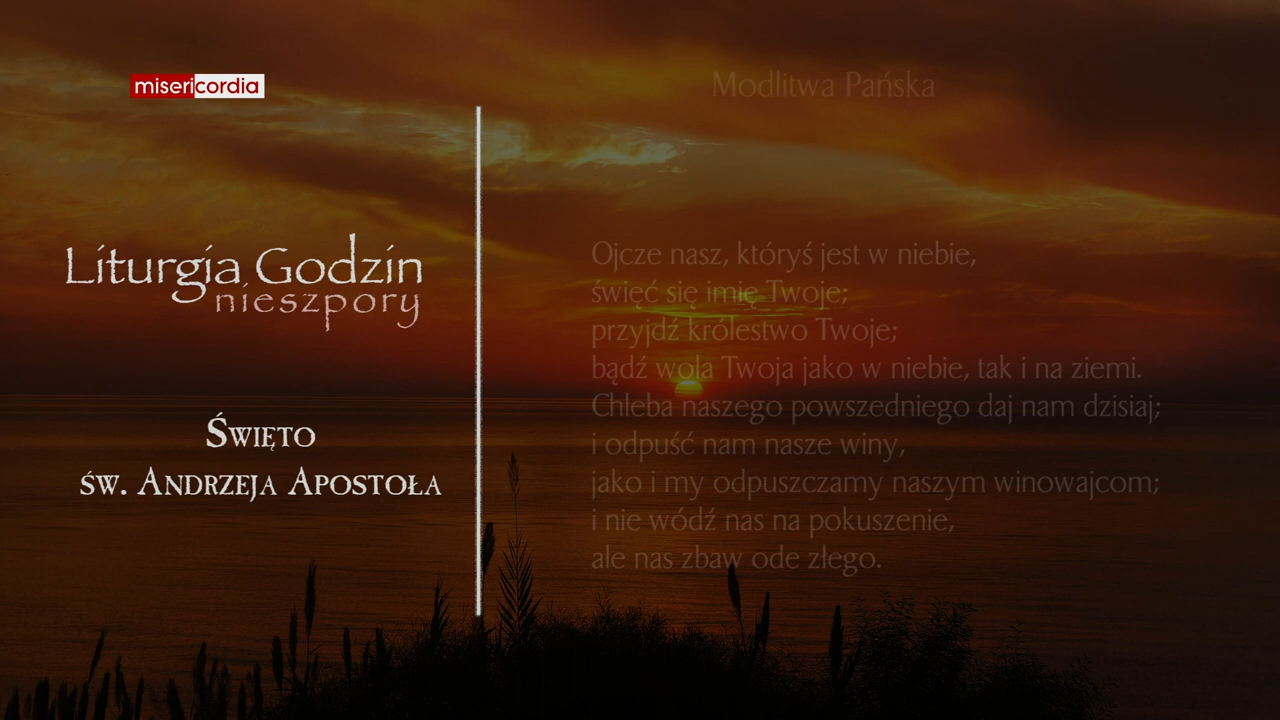 misericordia
Liturgia Godzin
nieszpory
Święto
św. Andrzeja Apostoła
Modlitwa Pańska
Ojcze nasz, któryś jest w niebie,
święć się imię Twoje;
przyjdź królestwo Twoje;
bądź wola Twoja jako w niebie, tak i na ziemi.
Chleba naszego powszedniego daj nam dzisiaj;
i odpuść nam nasze winy,
jako i my odpuszczamy naszym winowajcom;
i nie wódź nas na pokuszenie,
ale nas zbaw ode złego.